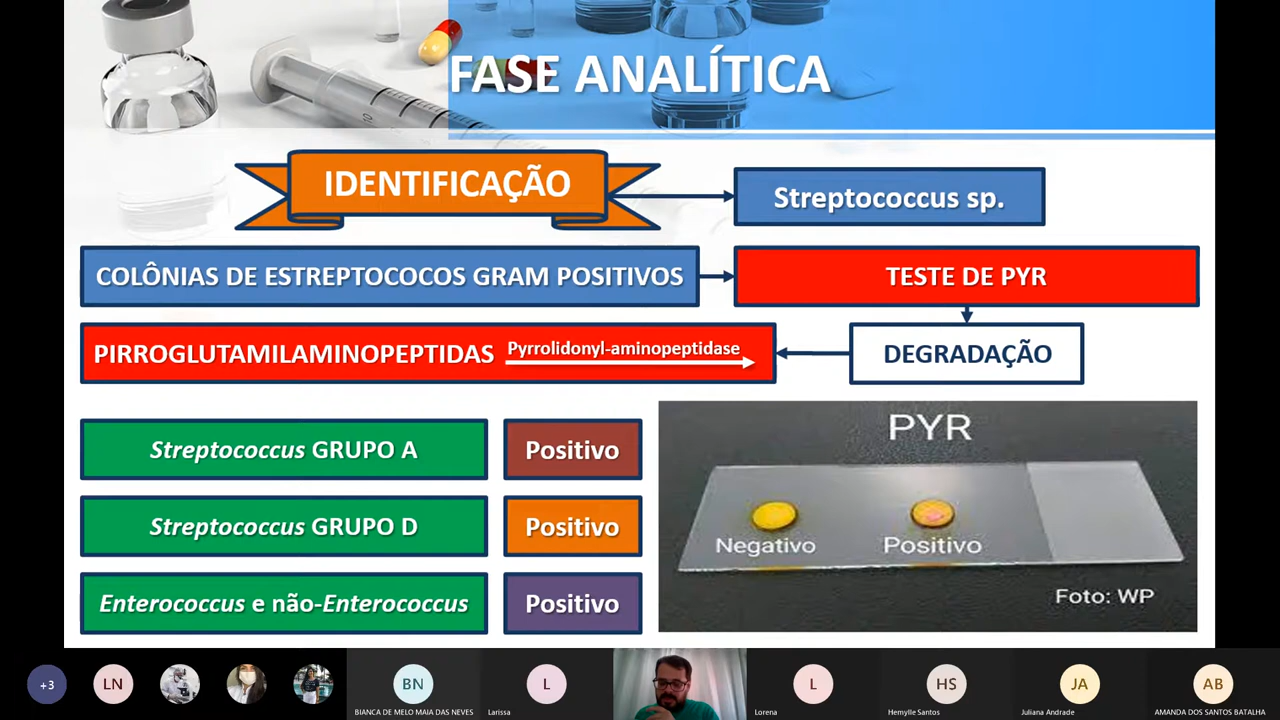 FASE ANALÍTICA
IDENTIFICAÇÃO
Streptococcus sp.
COLÔNIAS DE ESTREPTOCOCOS GRAM POSITIVOS
TESTE DE PYR
PIRROGLUTAMILAMINOPEPTIDAS
Pyrrolidonyl-aminopeptidase
DEGRADAÇÃO
Streptococcus GRUPO A
Positivo
Streptococcus GRUPO D
Positivo
Enterococcus e não-Enterococcus
Positivo
PYR
Negativo
Positivo
Foto: WP
+3
LN
BN
BIANCA DE MELO MAIA DAS NEVES
L
Larissa
L
Lorena
HS
Hemylle Santos
JA
Juliana Andrade
AB
AMANDA DOS SANTOS BATALHA